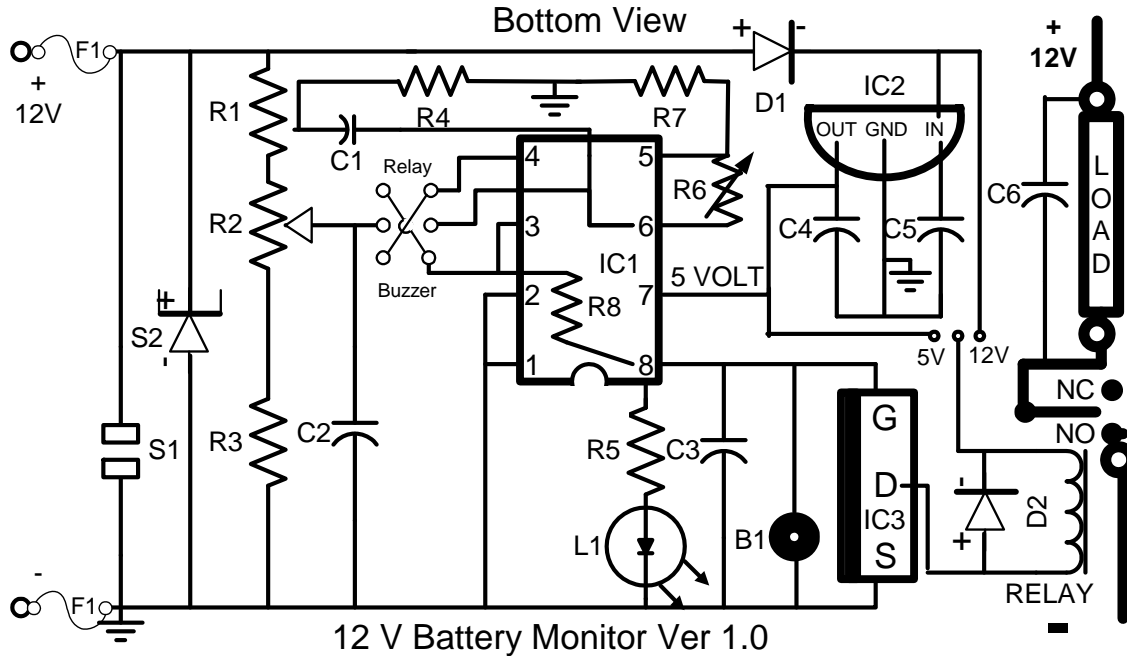 Bottom View
F1
+
12V
R1
R4
R7
+ -
D1
IC2
OUT GND IN
+
12V
C1
Relay
4
5
R6
C4
C5
C6
LOAD
R2
3
6
IC1
Buzzer
R8
2
7
5 VOLT
+
S2
-
5V
12V
1
8
NC
NO
G
D
IC3
S
S1
R3
C2
R5
C3
L1
B1
-
D2
+
RELAY
-
F1
12 V Battery Monitor Ver 1.0
-